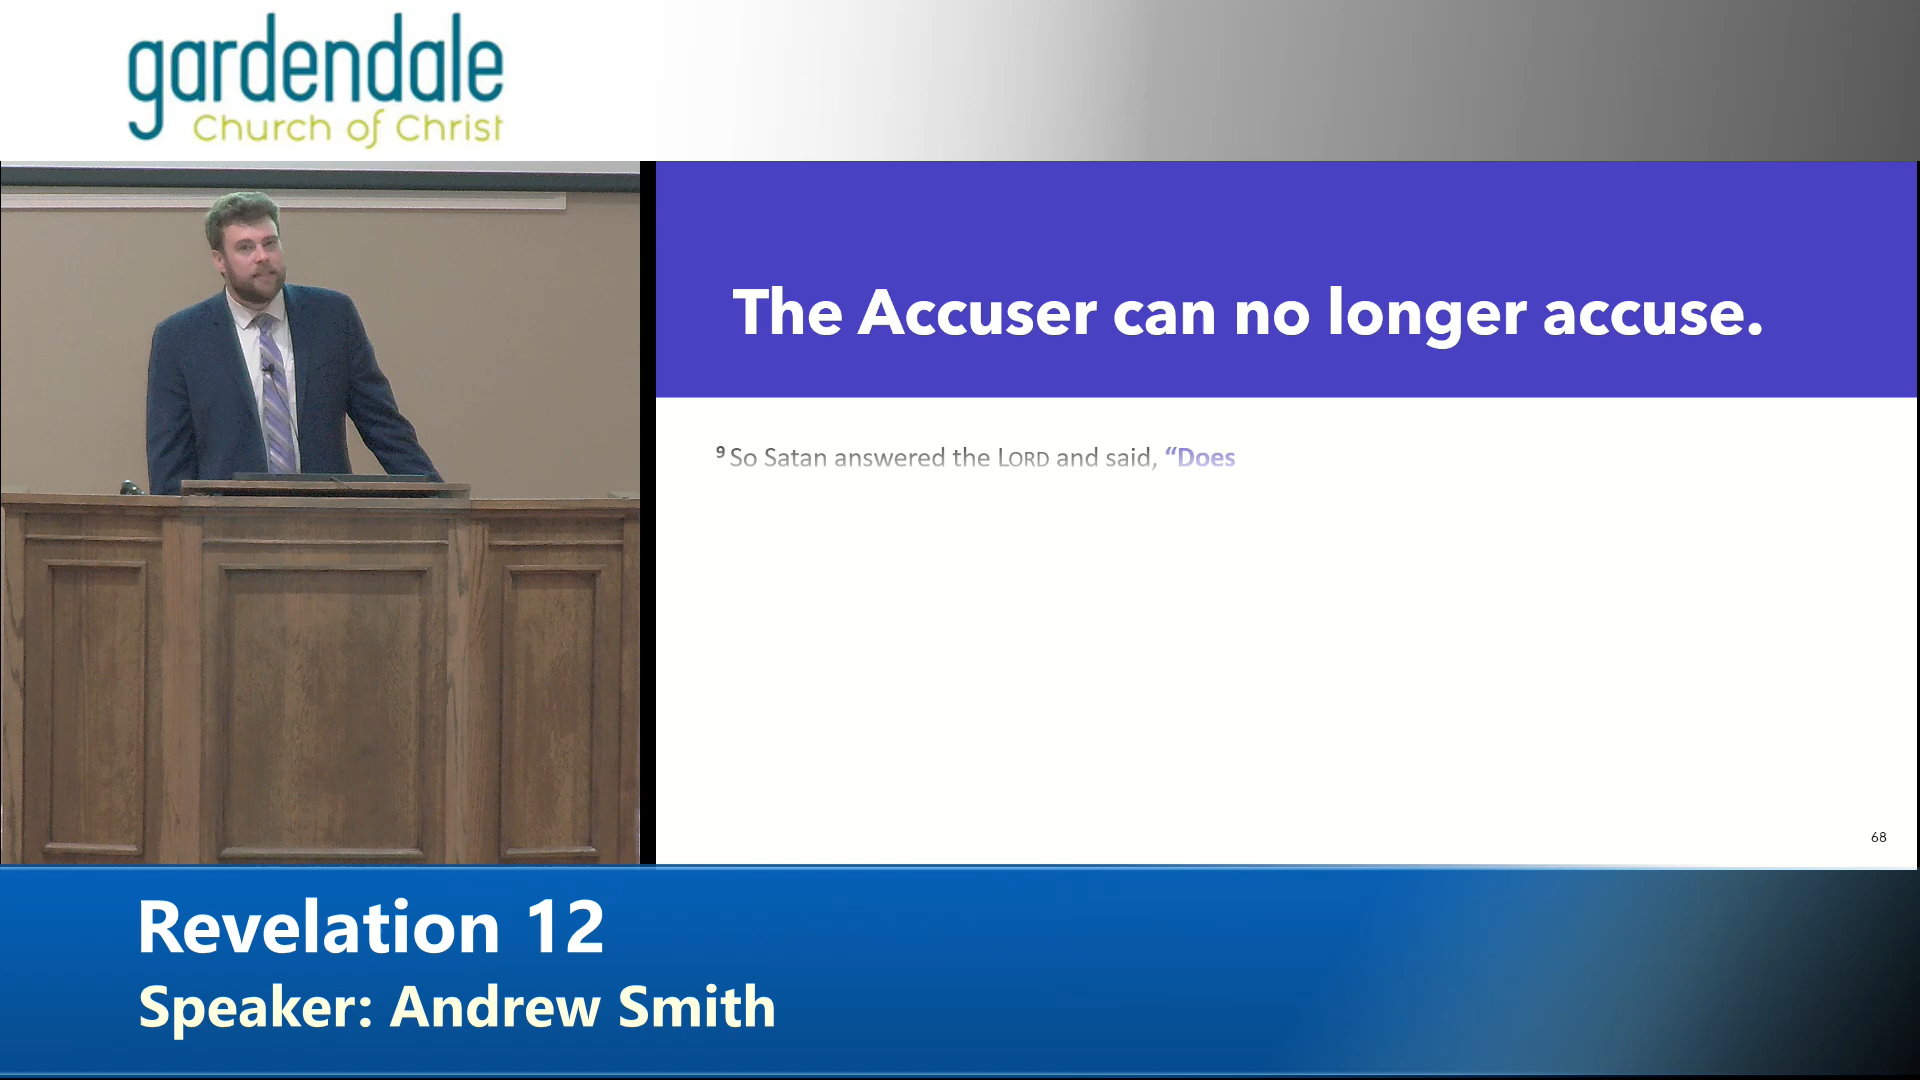 gardendale
Church of Christ
The Accuser can no longer accuse.
9 So Satan answered the LORD and said, “Does
68
Revelation 12
Speaker: Andrew Smith